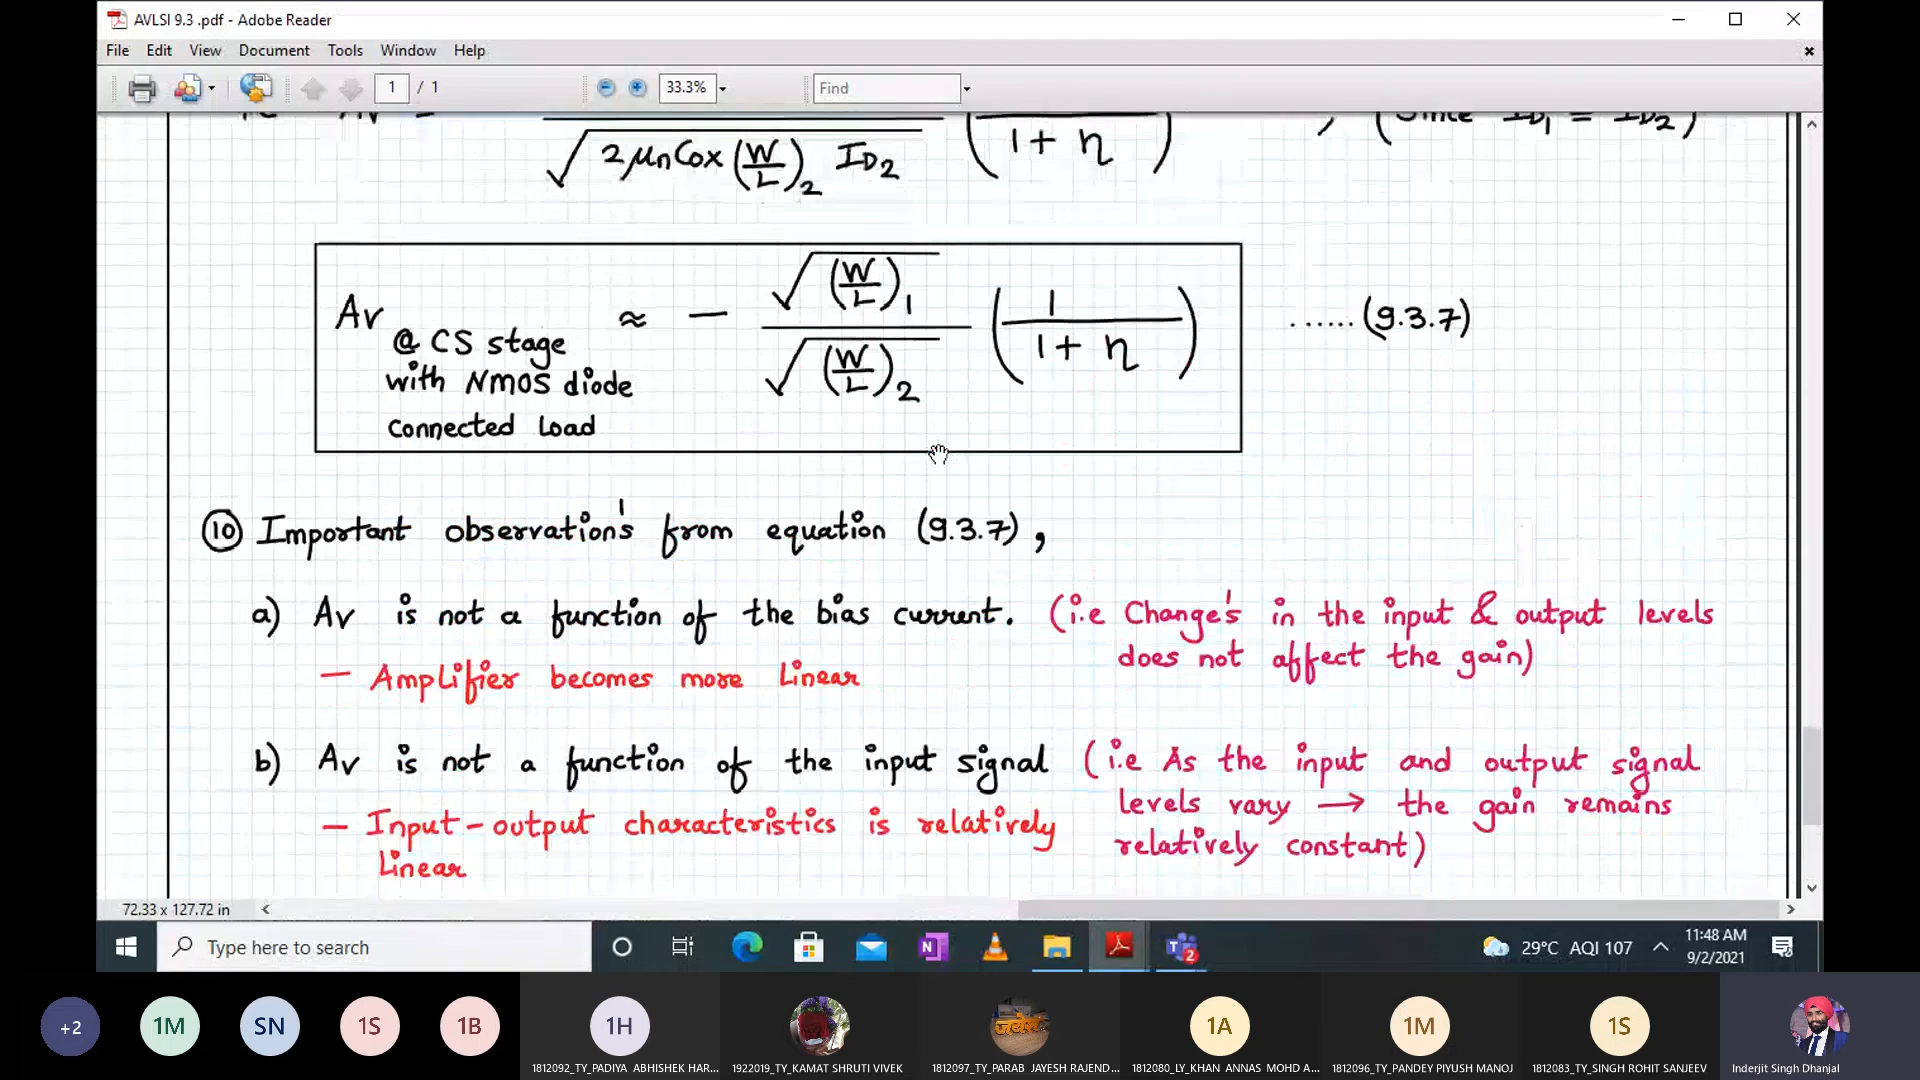 AVLSI 9.3 .pdf - Adobe Reader
File Edit View Document Tools Window Help
1 / 1 33.3% Find
Av = , (Since ID1 = ID2)
√2μnCox(W/L)2 ID2 (1 + η)
Av @ CS stage with NMOS diode connected Load ≈ - √(W/L)1 / √(W/L)2 (1 / 1 + η) ......(9.3.7)
10 Important observation's from equation (9.3.7),
a) Av is not a function of the bias current. (i.e Change's in the input & output levels
does not affect the gain)
- Amplifier becomes more Linear
b) Av is not a function of the input signal (i.e As the input and output signal
levels vary → the gain remains
- Input-output characteristics is relatively
relatively constant)
Linear
72.33 x 127.72 in
Type here to search
29°C AQI 107
11:48 AM
9/2/2021
2
+2 1M SN 1S 1B 1H 1A 1M 1S
1812092_TY_PADIYA ABHISHEK HAR... 1922019_TY_KAMAT SHRUTI VIVEK 1812097_TY_PARAB JAYESH RAJEND... 1812080_LY_KHAN ANNAS MOHD A... 1812096_TY_PANDEY PIYUSH MANOJ 1812083_TY_SINGH ROHIT SANJEEV Inderjit Singh Dhanjal